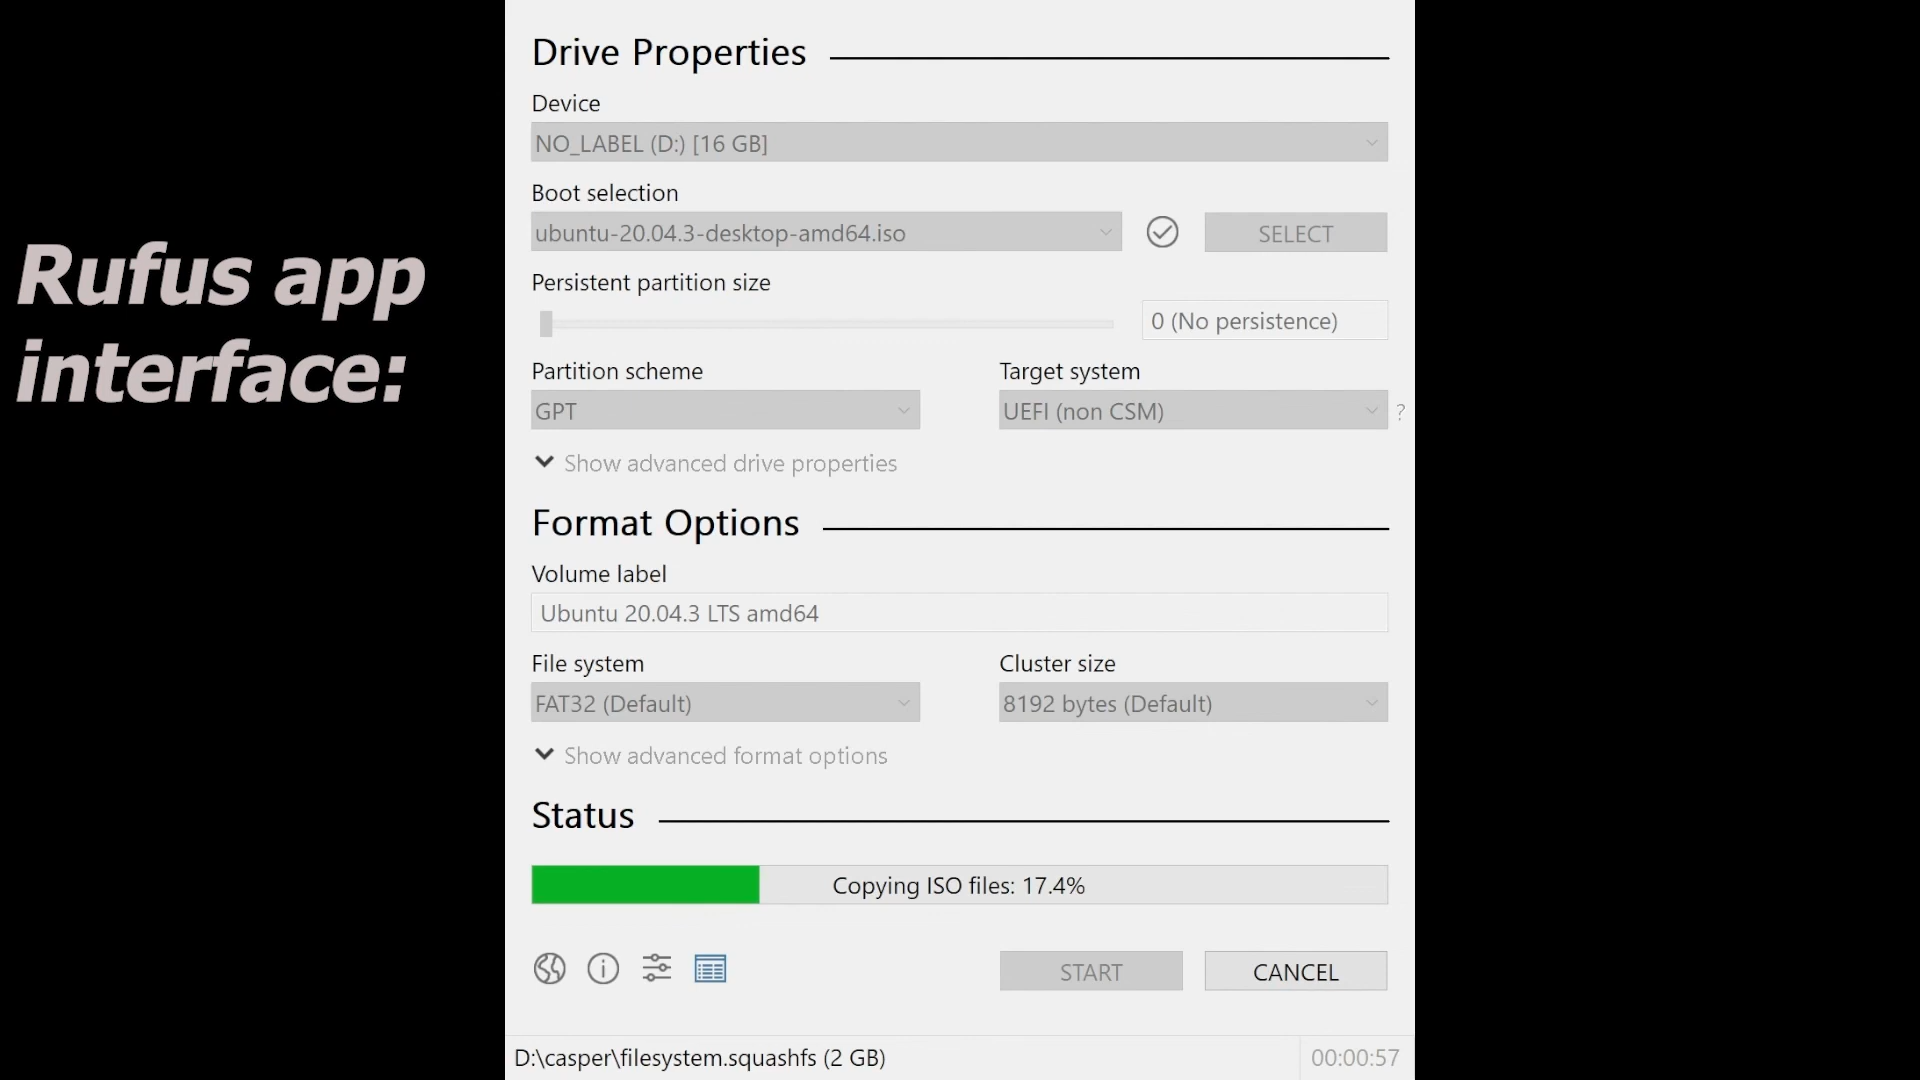 Rufus app
interface:
Drive Properties
Device
NO_LABEL (D:) [16 GB]
Boot selection
ubuntu-20.04.3-desktop-amd64.iso
SELECT
Persistent partition size
0 (No persistence)
Partition scheme
Target system
GPT
UEFI (non CSM)
?
Show advanced drive properties
Format Options
Volume label
Ubuntu 20.04.3 LTS amd64
File system
Cluster size
FAT32 (Default)
8192 bytes (Default)
Show advanced format options
Status
Copying ISO files: 17.4%
START
CANCEL
D:\casper\filesystem.squashfs (2 GB)
00:00:57